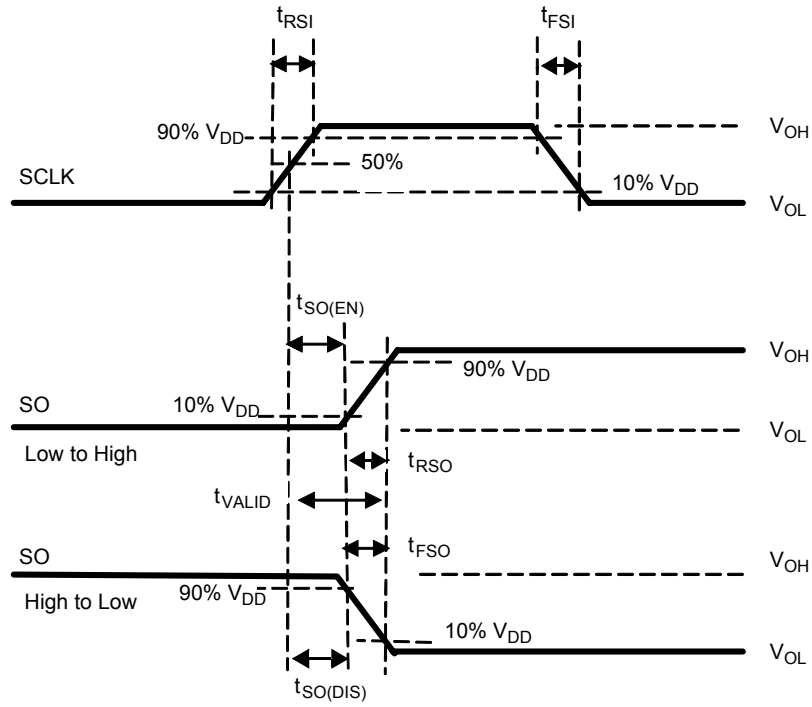 tRSI
tFSI
90% VDD
VOH
50%
SCLK
10% VDD
VOL
tSO(EN)
VOH
90% VDD
SO
10% VDD
VOL
Low to High
tRSO
tVALID
SO
tFSO
VOH
High to Low
90% VDD
10% VDD
VOL
tSO(DIS)